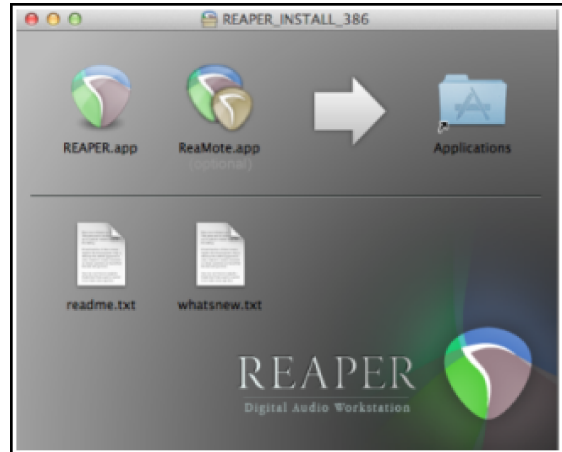 REAPER_INSTALL_386
REAPER.app
ReaMote.app
(optional)
Applications
readme.txt
whatsnew.txt
REAPER
Digital Audio Workstation